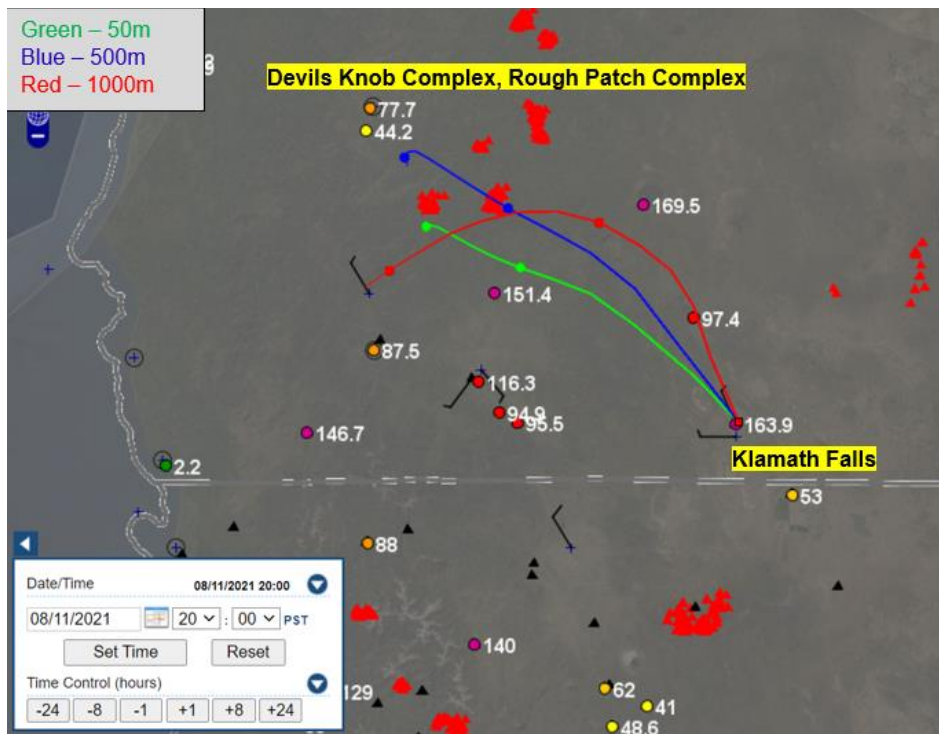 Green – 50m
Blue – 500m
Red – 1000m
Devils Knob Complex, Rough Patch Complex
77.7
44.2
169.5
151.4
97.4
87.5
116.3
94.9
95.5
163.9
146.7
Klamath Falls
2.2
53
88
140
129
62
41
48.6
Date/Time 08/11/2021 20:00
08/11/2021 20 : 00 PST
Set Time Reset
Time Control (hours)
-24 -8 -1 +1 +8 +24